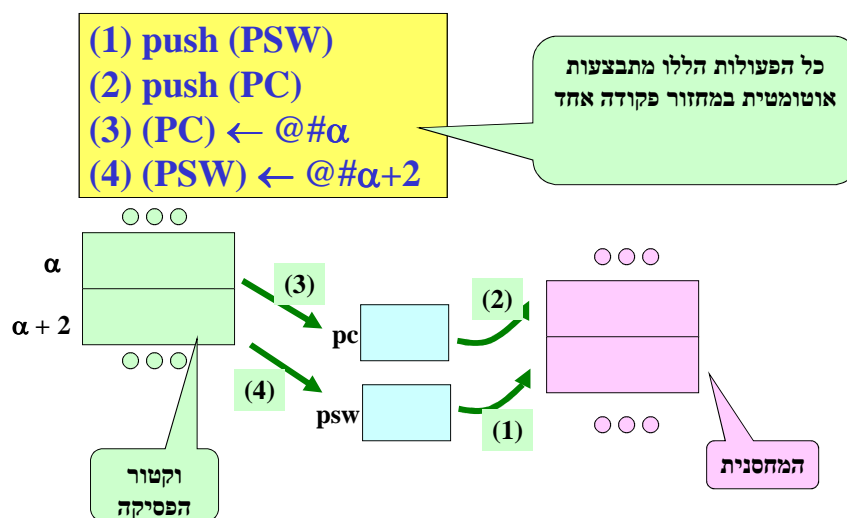 (1) push (PSW)
(2) push (PC)
(3) (PC) ← @#α
(4) (PSW) ← @#α+2
כל הפעולות הללו מתבצעות
אוטומטית במחזור פקודה אחד
α
α + 2
(3)
(4)
pc
psw
(2)
(1)
וקטור
הפסיקה
המחסנית